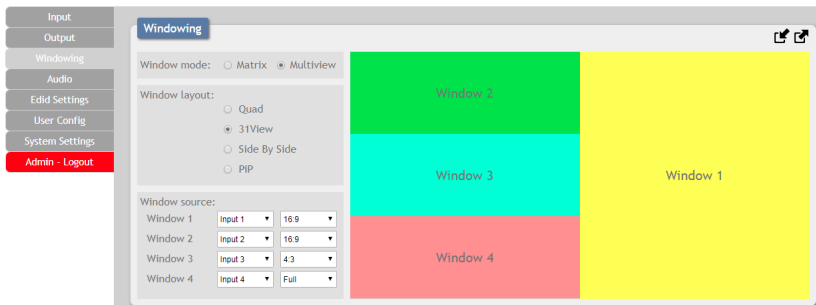 Input
Output
Windowing
Audio
Edid Settings
User Config
System Settings
Admin - Logout
Windowing
Window mode: Matrix Multiview
Window layout:
Quad
31View
Side By Side
PIP
Window source:
Window 1 Input 1 16:9
Window 2 Input 2 16:9
Window 3 Input 3 4:3
Window 4 Input 4 Full
Window 2
Window 3
Window 4
Window 1